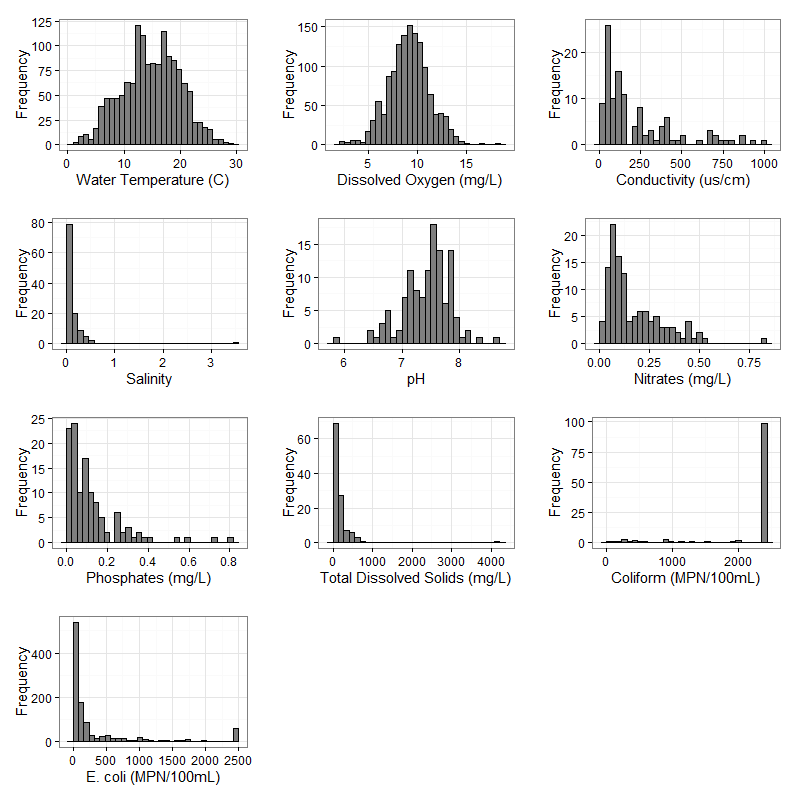 Frequency
125
100
75
50
25
0
0 10 20 30
Water Temperature (C)
Frequency
150
100
50
0
5 10 15
Dissolved Oxygen (mg/L)
Frequency
20
10
0
0 250 500 750 1000
Conductivity (us/cm)
Frequency
80
60
40
20
0
0 1 2 3
Salinity
Frequency
15
10
5
0
6 7 8
pH
Frequency
20
15
10
5
0
0.00 0.25 0.50 0.75
Nitrates (mg/L)
Frequency
25
20
15
10
5
0
0.0 0.2 0.4 0.6 0.8
Phosphates (mg/L)
Frequency
60
40
20
0
0 1000 2000 3000 4000
Total Dissolved Solids (mg/L)
Frequency
100
75
50
25
0
0 1000 2000
Coliform (MPN/100mL)
Frequency
400
200
0
0 500 1000 1500 2000 2500
E. coli (MPN/100mL)